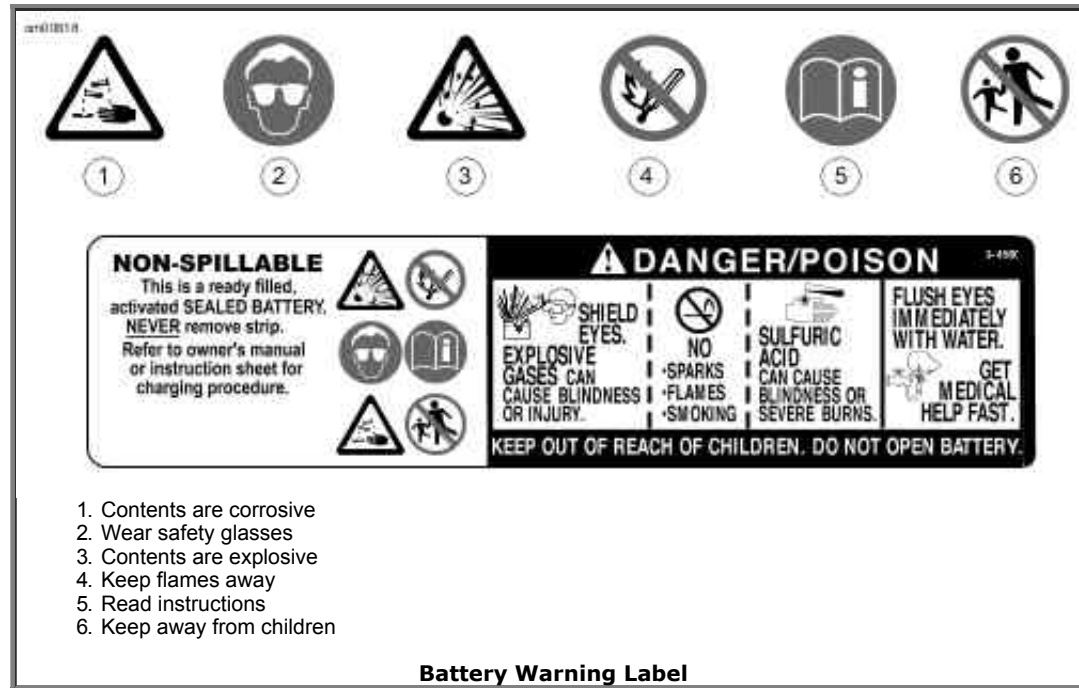 1
2
3
4
5
6
NON-SPILLABLE
This is a ready filled,
activated SEALED BATTERY.
NEVER remove strip.
Refer to owner's manual
or instruction sheet for
charging procedure.
DANGER/POISON
SHIELD
EYES.
EXPLOSIVE
GASES CAN
CAUSE BLINDNESS
OR INJURY.
NO
•SPARKS
•FLAMES
•SMOKING
SULFURIC
ACID
CAN CAUSE
BLINDNESS OR
SEVERE BURNS.
FLUSH EYES
IMMEDIATELY
WITH WATER.
GET
MEDICAL
HELP FAST.
KEEP OUT OF REACH OF CHILDREN. DO NOT OPEN BATTERY.
1. Contents are corrosive
2. Wear safety glasses
3. Contents are explosive
4. Keep flames away
5. Read instructions
6. Keep away from children
Battery Warning Label